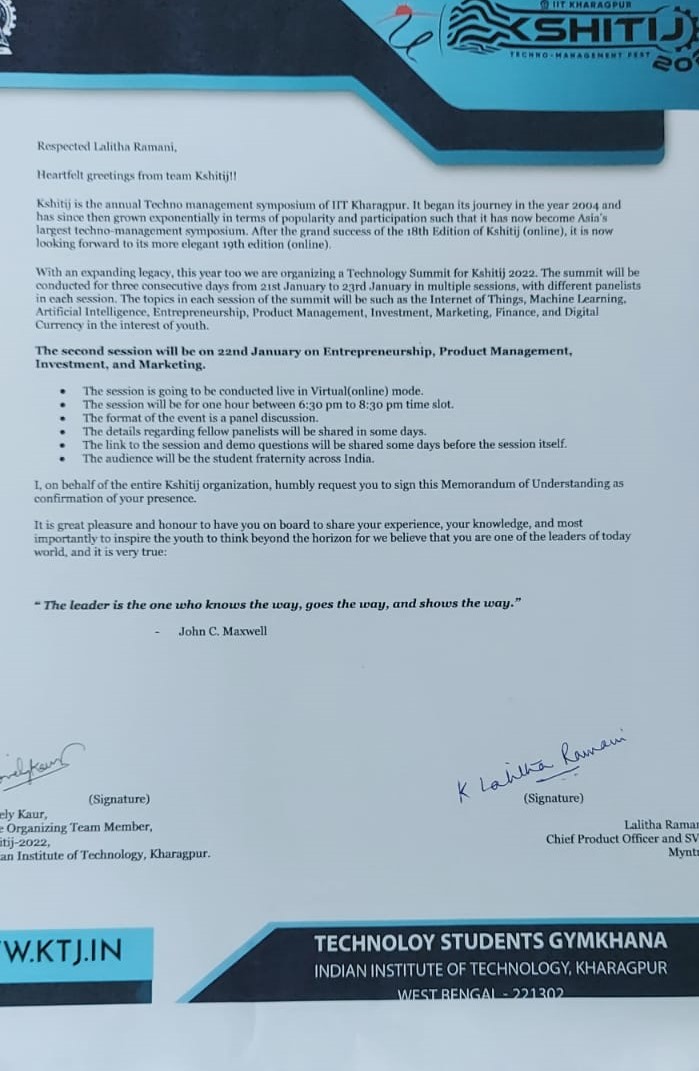 @ IIT KHARAGPUR
KSHITIJ
TECHNO-MANAGEMENT FEST
Respected Lalitha Ramani,
Heartfelt greetings from team Kshitij!!
Kshitij is the annual Techno management symposium of IIT Kharagpur. It began its journey in the year 2004 and
has since then grown exponentially in terms of popularity and participation such that it has now become Asia's
largest techno-management symposium. After the grand success of the 18th Edition of Kshitij (online), it is now
looking forward to its more elegant 19th edition (online).
With an expanding legacy, this year too we are organizing a Technology Summit for Kshitij 2022. The summit will be
conducted for three consecutive days from 21st January to 23rd January in multiple sessions, with different panelists
in each session. The topics in each session of the summit will be such as the Internet of Things, Machine Learning,
Artificial Intelligence, Entrepreneurship, Product Management, Investment, Marketing, Finance, and Digital
Currency in the interest of youth.
The second session will be on 22nd January on Entrepreneurship, Product Management,
Investment, and Marketing.
• The session is going to be conducted live in Virtual(online) mode.
• The session will be for one hour between 6:30 pm to 8:30 pm time slot.
• The format of the event is a panel discussion.
• The details regarding fellow panelists will be shared in some days.
• The link to the session and demo questions will be shared some days before the session itself.
• The audience will be the student fraternity across India.
I, on behalf of the entire Kshitij organization, humbly request you to sign this Memorandum of Understanding as
confirmation of your presence.
It is great pleasure and honour to have you on board to share your experience, your knowledge, and most
importantly to inspire the youth to think beyond the horizon for we believe that you are one of the leaders of today
world, and it is very true:
“ The leader is the one who knows the way, goes the way, and shows the way.”
- John C. Maxwell
K Lalitha Ramani
(Signature) (Signature)
ely Kaur,
e Organizing Team Member,
itij-2022,
an Institute of Technology, Kharagpur.
Lalitha Ramar
Chief Product Officer and SV
Mynt
W.KTJ.IN
TECHNOLOY STUDENTS GYMKHANA
INDIAN INSTITUTE OF TECHNOLOGY, KHARAGPUR
WEST BENGAL - 221302